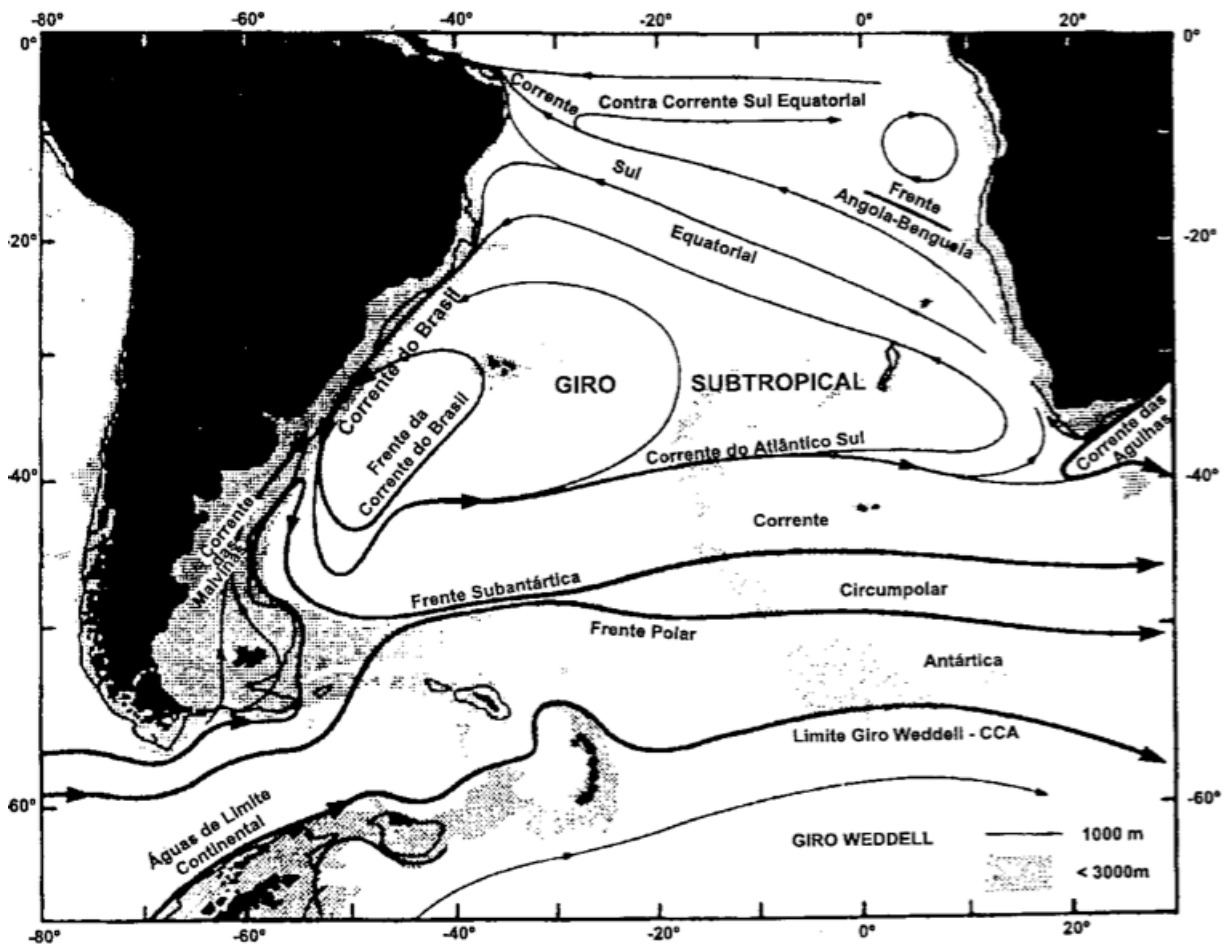 -80° -60° -40° -20° 0° 20°
0° 0°
Corrente
Contra Corrente Sul Equatorial
Sul
Frente
Angola-Benguela
-20° -20°
Equatorial
Corrente do Brasil
GIRO SUBTROPICAL
Frente da
Corrente do Brasil
Corrente do Atlântico Sul
Corrente das
Agulhas
-40° -40°
Corrente
das
Malvinas
Corrente
Frente Subantártica
Circumpolar
Frente Polar
Antártica
Limite Giro Weddell - CCA
-60° -60°
Águas de Limite
Continental
GIRO WEDDELL
1000 m
< 3000m
-80° -60° -40° -20° 0° 20°